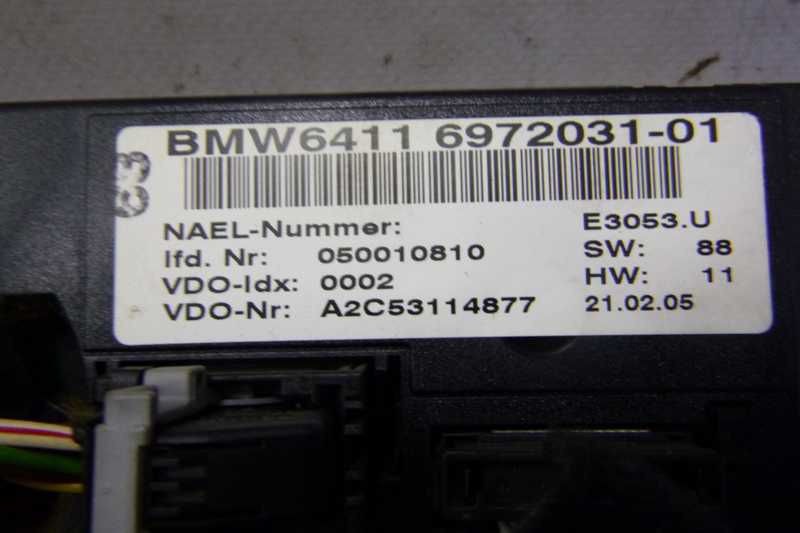 BMW6411 6972031-01
C3
NAEL-Nummer: E3053.U
lfd. Nr: 050010810 SW: 88
VDO-Idx: 0002 HW: 11
VDO-Nr: A2C53114877 21.02.05